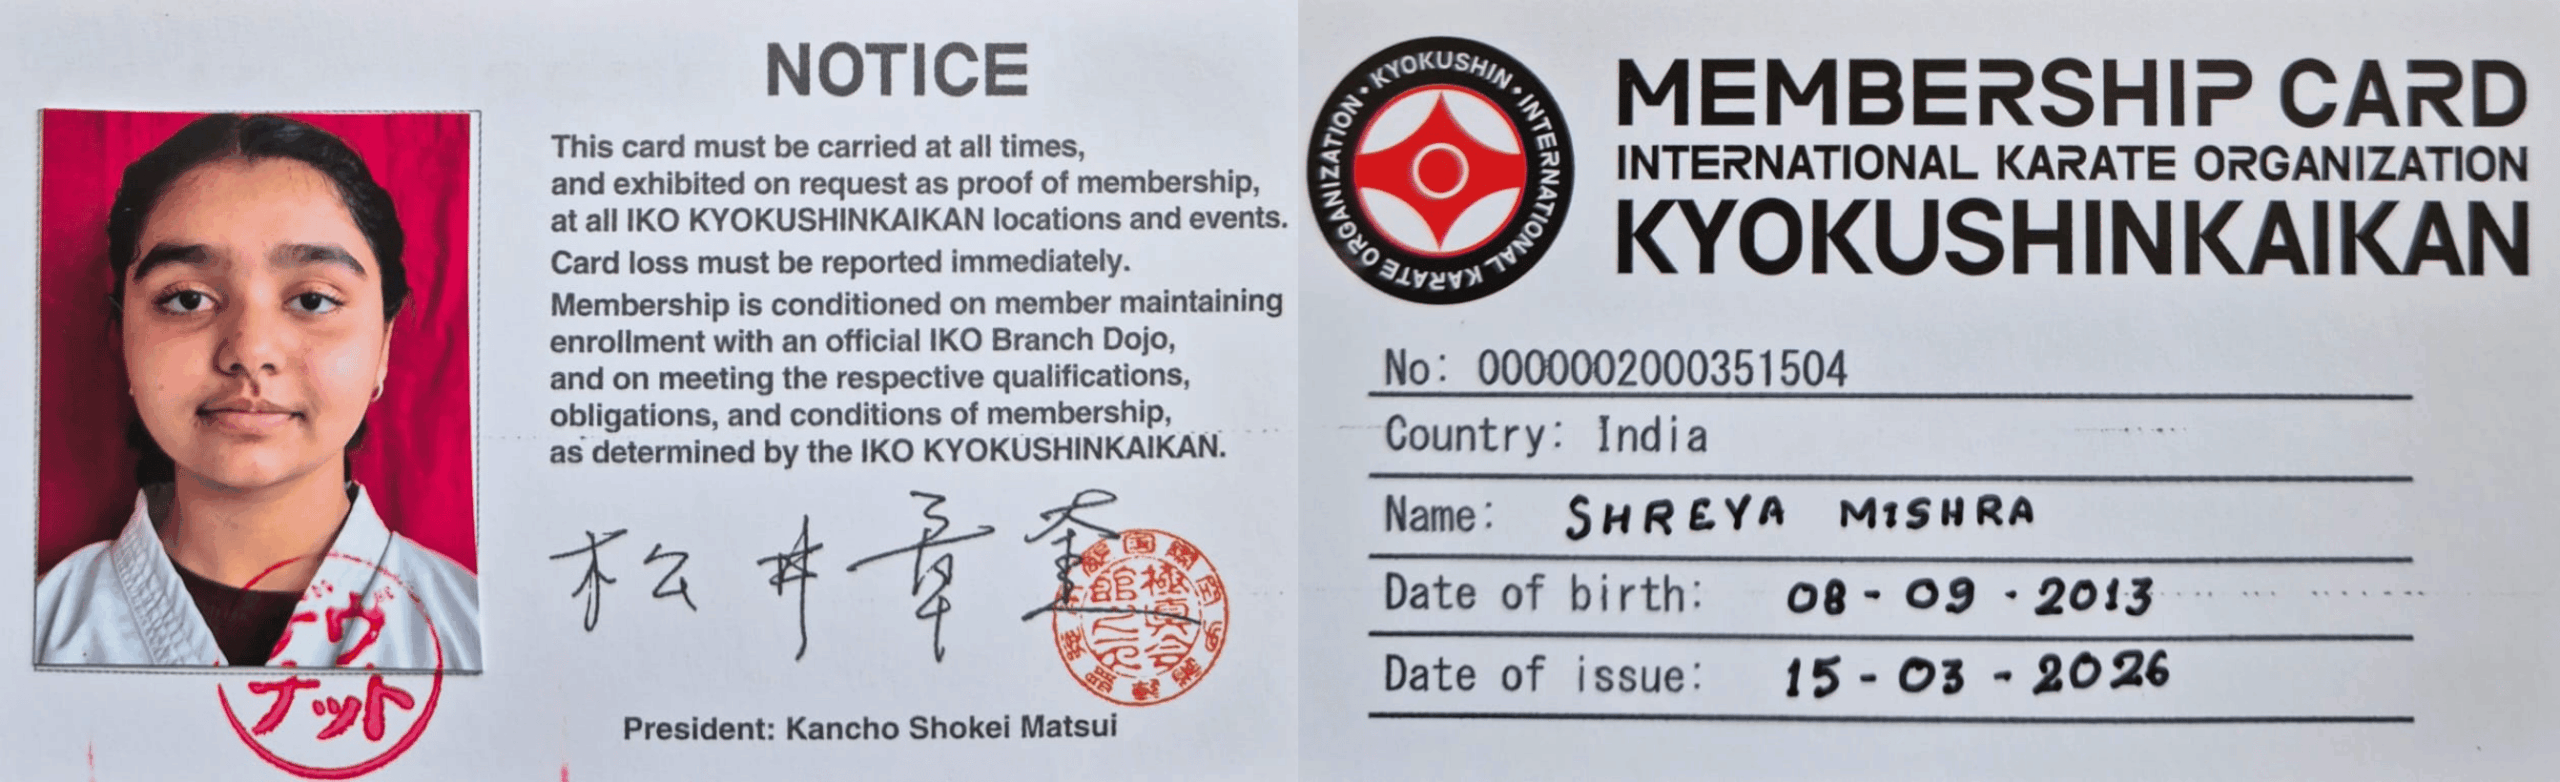 NOTICE
This card must be carried at all times,
and exhibited on request as proof of membership,
at all IKO KYOKUSHINKAIKAN locations and events.
Card loss must be reported immediately.
Membership is conditioned on member maintaining
enrollment with an official IKO Branch Dojo,
and on meeting the respective qualifications,
obligations, and conditions of membership,
as determined by the IKO KYOKUSHINKAIKAN.
松井章奎
President: Kancho Shokei Matsui
KYOKUSHIN • INTERNATIONAL KARATE ORGANIZATION •
MEMBERSHIP CARD
INTERNATIONAL KARATE ORGANIZATION
KYOKUSHINKAIKAN
No: 0000002000351504
Country: India
Name: SHREYA MISHRA
Date of birth: 08 - 09 - 2013
Date of issue: 15 - 03 - 2026